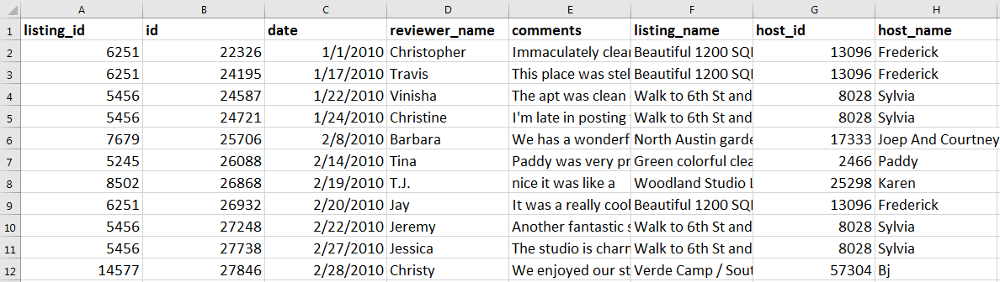 A B C D E F G H
1 listing_id id date reviewer_name comments listing_name host_id host_name
2 6251 22326 1/1/2010 Christopher Immaculately clean Beautiful 1200 SQ 13096 Frederick
3 6251 24195 1/17/2010 Travis This place was stel Beautiful 1200 SQ 13096 Frederick
4 5456 24587 1/22/2010 Vinisha The apt was clean Walk to 6th St and 8028 Sylvia
5 5456 24721 1/24/2010 Christine I'm late in posting Walk to 6th St and 8028 Sylvia
6 7679 25706 2/8/2010 Barbara We has a wonderf North Austin garde 17333 Joep And Courtney
7 5245 26088 2/14/2010 Tina Paddy was very pr Green colorful clea 2466 Paddy
8 8502 26868 2/19/2010 T.J. nice it was like a Woodland Studio L 25298 Karen
9 6251 26932 2/20/2010 Jay It was a really cool Beautiful 1200 SQ 13096 Frederick
10 5456 27248 2/22/2010 Jeremy Another fantastic s Walk to 6th St and 8028 Sylvia
11 5456 27738 2/27/2010 Jessica The studio is charm Walk to 6th St and 8028 Sylvia
12 14577 27846 2/28/2010 Christy We enjoyed our st Verde Camp / Sout 57304 Bj